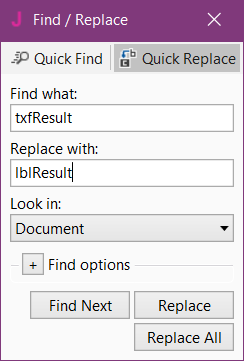 Find / Replace
Quick Find Quick Replace
Find what:
txfResult
Replace with:
lblResult
Look in:
Document
+ Find options
Find Next Replace
Replace All